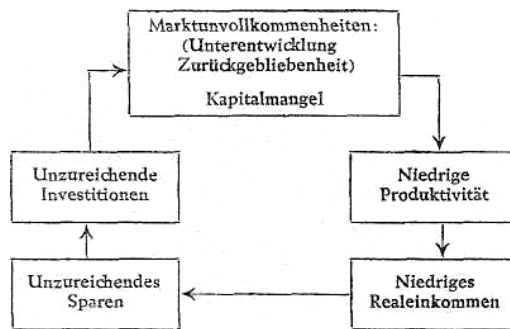 Marktunvollkommenheiten:
(Unterentwicklung
Zurückgebliebenheit)
Kapitalmangel
Unzureichende
Investitionen
Niedrige
Produktivität
Unzureichendes
Sparen
Niedriges
Realeinkommen